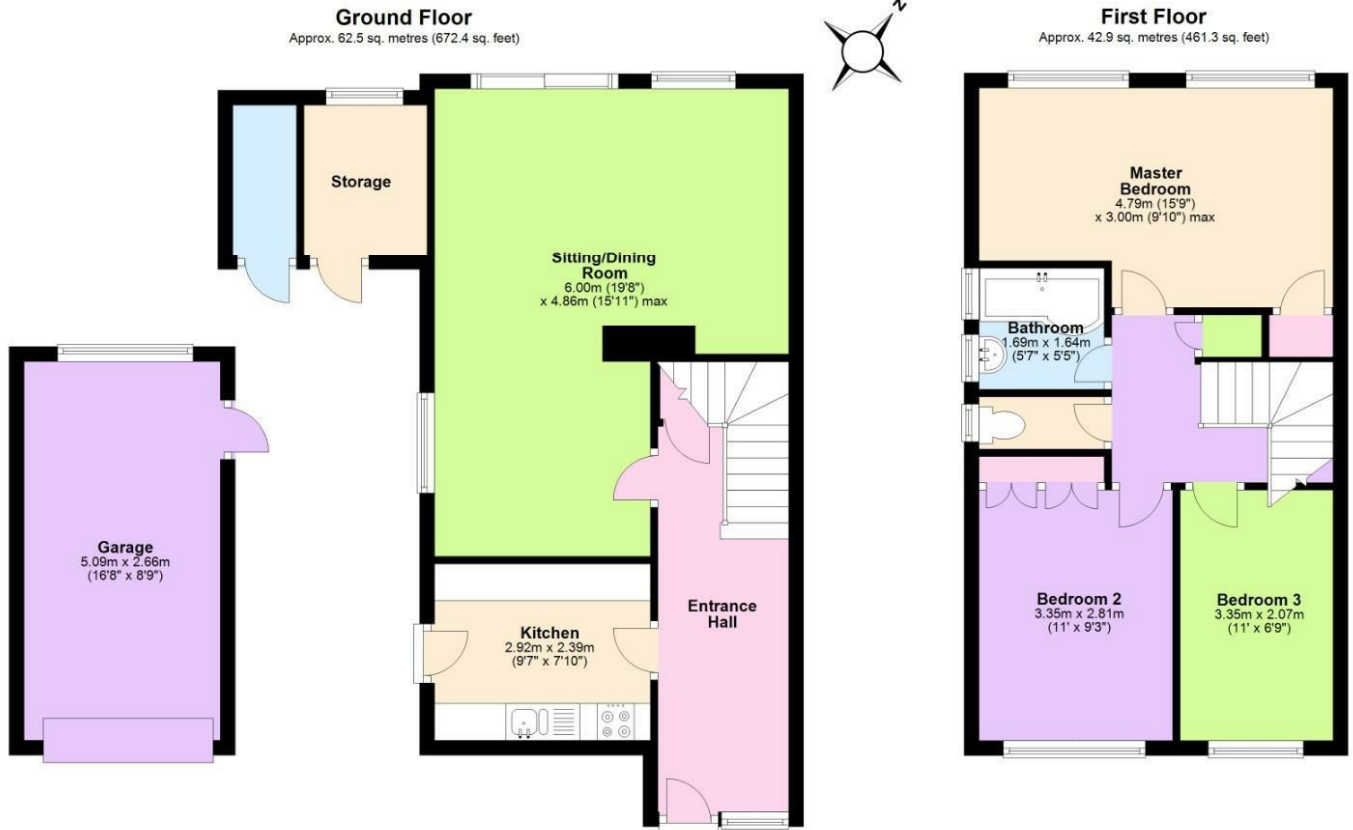 Ground Floor
Approx. 62.5 sq. metres (672.4 sq. feet)
N
First Floor
Approx. 42.9 sq. metres (461.3 sq. feet)
Storage
Sitting/Dining
Room
6.00m (19'8")
x 4.86m (15'11") max
Master
Bedroom
4.79m (15'9")
x 3.00m (9'10") max
Bathroom
1.69m x 1.64m
(5'7" x 5'5")
Garage
5.09m x 2.66m
(16'8" x 8'9")
Kitchen
2.92m x 2.39m
(9'7" x 7'10")
Entrance
Hall
Bedroom 2
3.35m x 2.81m
(11' x 9'3")
Bedroom 3
3.35m x 2.07m
(11' x 6'9")